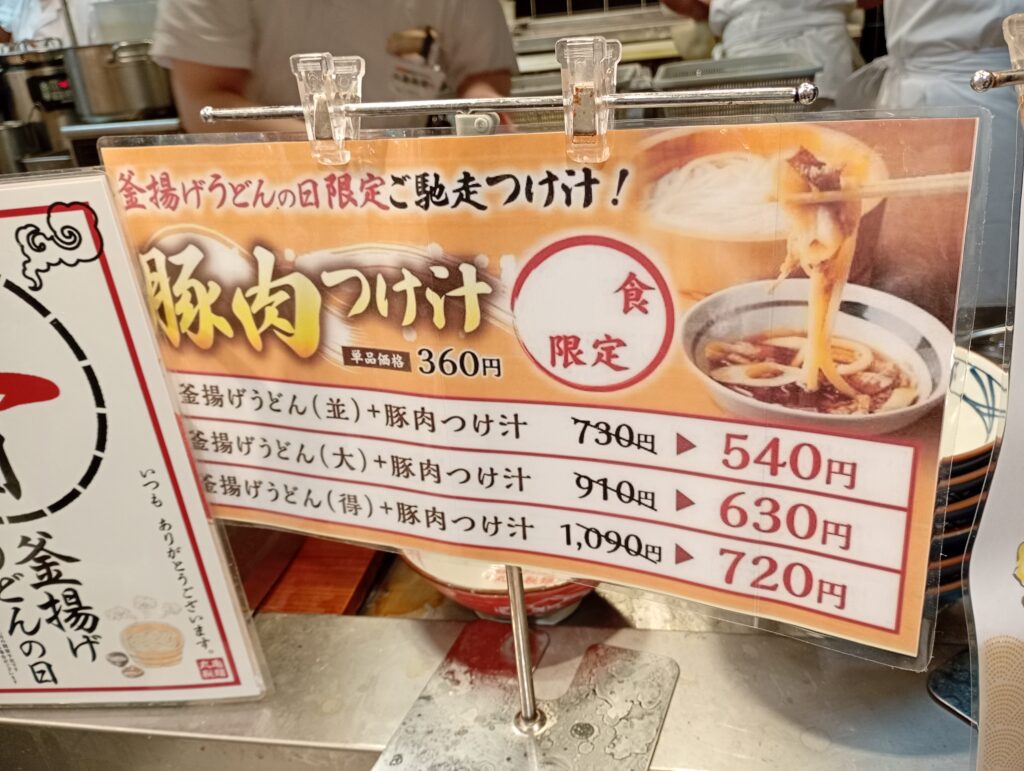 釜揚げうどんの日限定ご馳走つけ汁!
豚肉つけ汁
単品価格 360円
食
限定
釜揚げうどん(並)+豚肉つけ汁 730円 ▶ 540円
釜揚げうどん(大)+豚肉つけ汁 910円 ▶ 630円
釜揚げうどん(得)+豚肉つけ汁 1,090円 ▶ 720円
いつも ありがとうございます。
釜揚げ
どんの日
丸亀
製麺